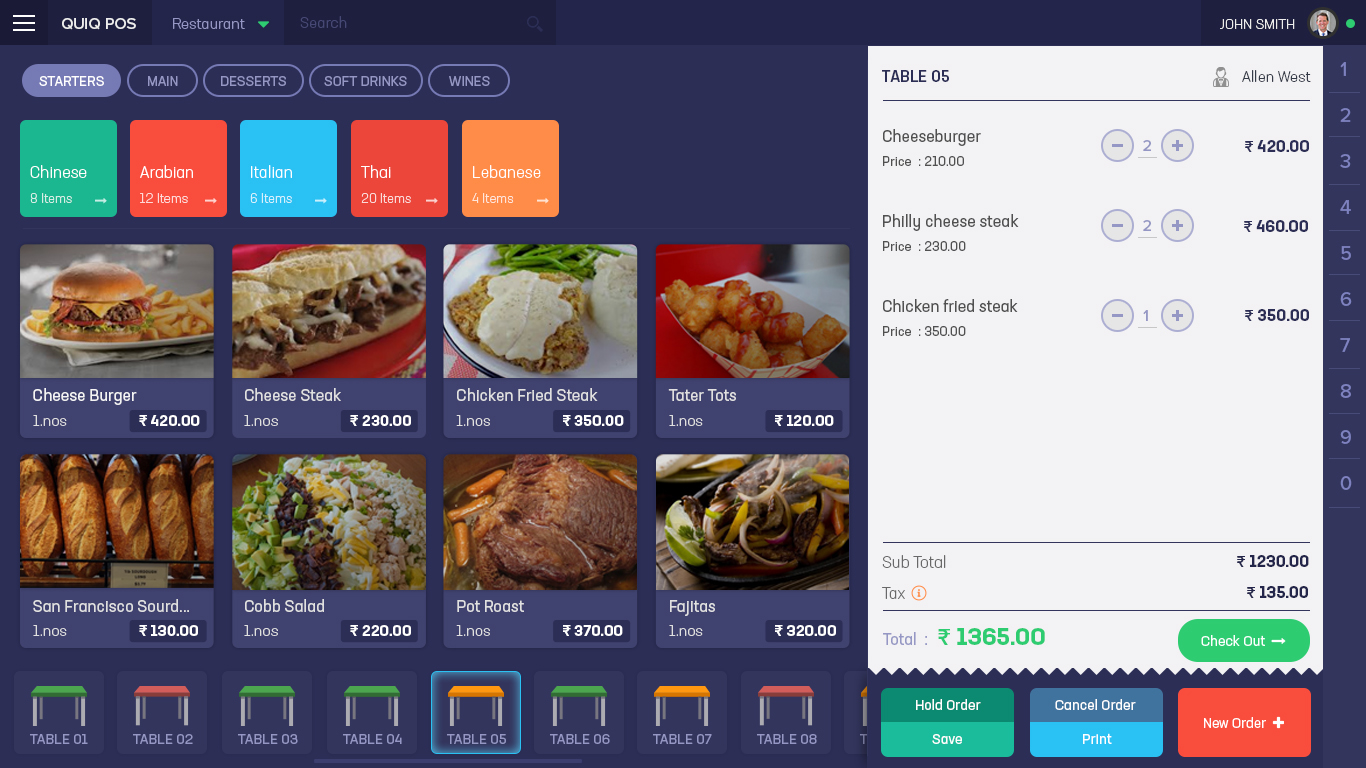 QUIQ POS
Restaurant
Search
JOHN SMITH
STARTERS
MAIN
DESSERTS
SOFT DRINKS
WINES
Chinese
8 Items
Arabian
12 Items
Italian
6 Items
Thai
20 Items
Lebanese
4 Items
Cheese Burger
1.nos ₹ 420.00
Cheese Steak
1.nos ₹ 230.00
Chicken Fried Steak
1.nos ₹ 350.00
Tater Tots
1.nos ₹ 120.00
San Francisco Sourd...
1.nos ₹ 130.00
Cobb Salad
1.nos ₹ 220.00
Pot Roast
1.nos ₹ 370.00
Fajitas
1.nos ₹ 320.00
TABLE 01
TABLE 02
TABLE 03
TABLE 04
TABLE 05
TABLE 06
TABLE 07
TABLE 08
TABLE 05
Allen West
Cheeseburger
Price : 210.00
2
₹ 420.00
Philly cheese steak
Price : 230.00
2
₹ 460.00
Chicken fried steak
Price : 350.00
1
₹ 350.00
Sub Total ₹ 1230.00
Tax ₹ 135.00
Total : ₹ 1365.00
Check Out
Hold Order
Save
Cancel Order
Print
New Order +
1
2
3
4
5
6
7
8
9
0